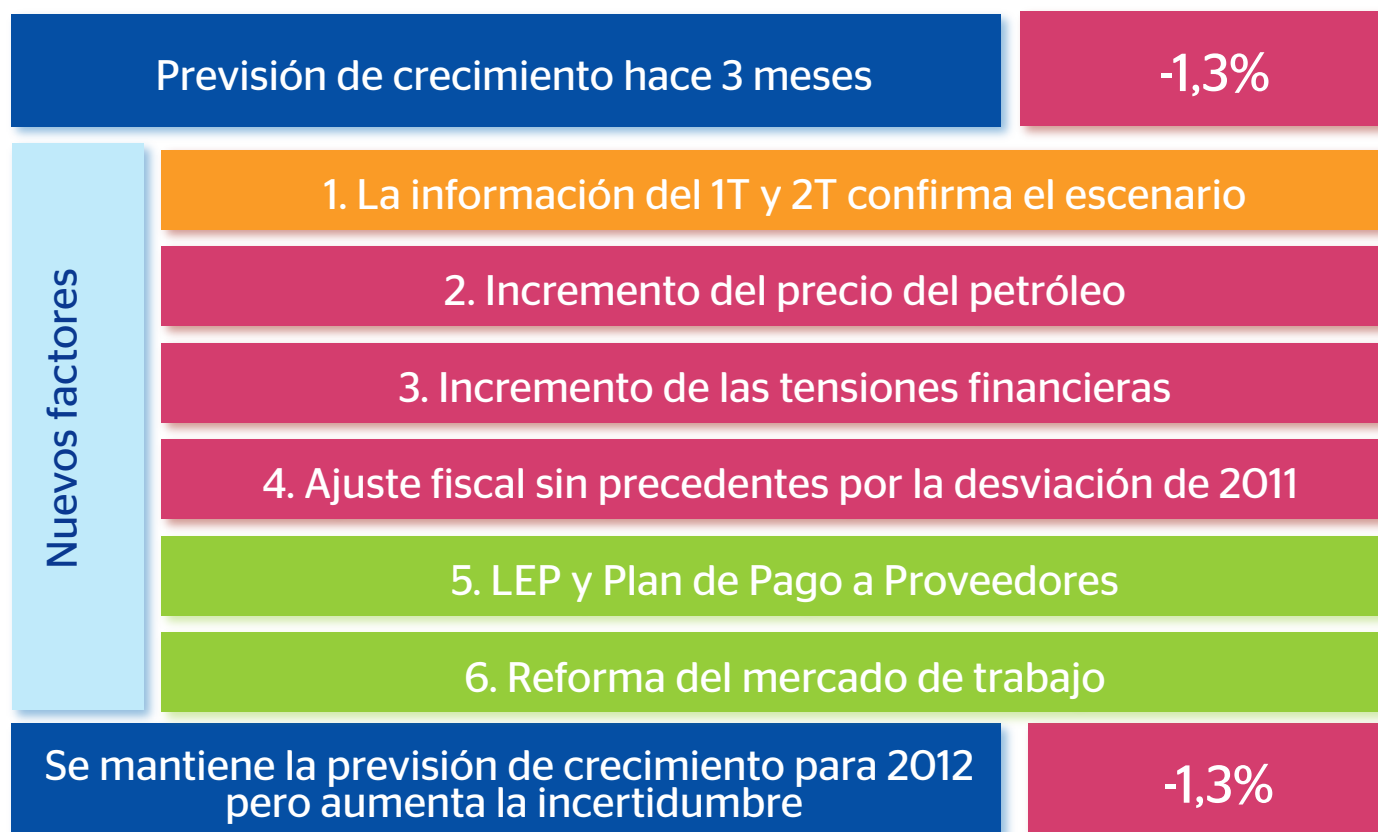 Previsión de crecimiento hace 3 meses
-1,3%
Nuevos factores
1. La información del 1T y 2T confirma el escenario
2. Incremento del precio del petróleo
3. Incremento de las tensiones financieras
4. Ajuste fiscal sin precedentes por la desviación de 2011
5. LEP y Plan de Pago a Proveedores
6. Reforma del mercado de trabajo
Se mantiene la previsión de crecimiento para 2012
pero aumenta la incertidumbre
-1,3%